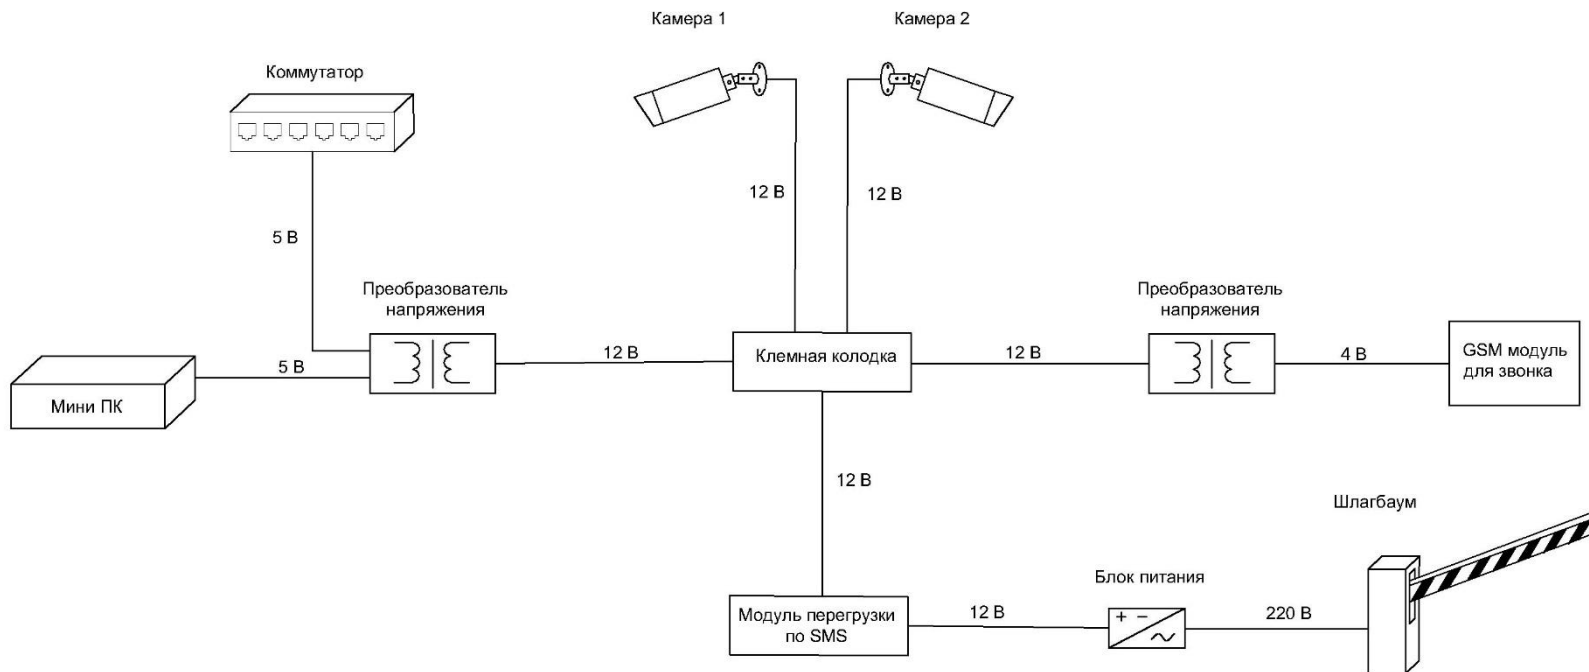 Камера 1
Камера 2
Коммутатор
12 В
12 В
5 В
Преобразователь
напряжения
Преобразователь
напряжения
5 В
12 В
Клемная колодка
12 В
4 В
GSM модуль
для звонка
Мини ПК
12 В
Шлагбаум
Блок питания
Модуль перегрузки
по SMS
12 В
+ − 
220 В